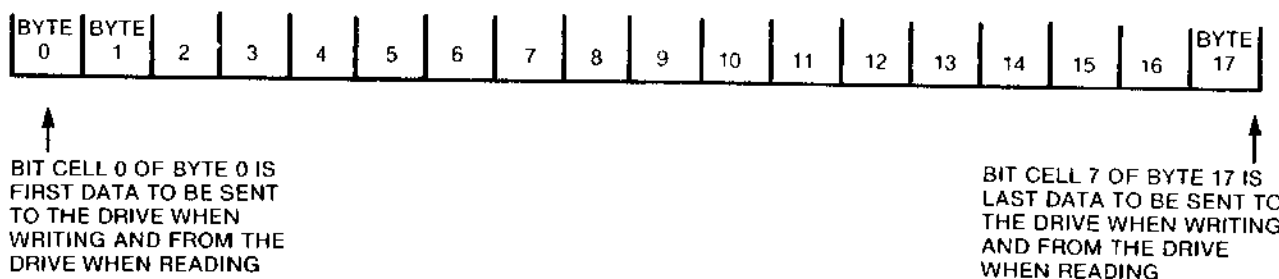 BYTE 0 BYTE 1 2 3 4 5 6 7 8 9 10 11 12 13 14 15 16 BYTE 17
BIT CELL 0 OF BYTE 0 IS
FIRST DATA TO BE SENT
TO THE DRIVE WHEN
WRITING AND FROM THE
DRIVE WHEN READING
BIT CELL 7 OF BYTE 17 IS
LAST DATA TO BE SENT TO
THE DRIVE WHEN WRITING
AND FROM THE DRIVE
WHEN READING